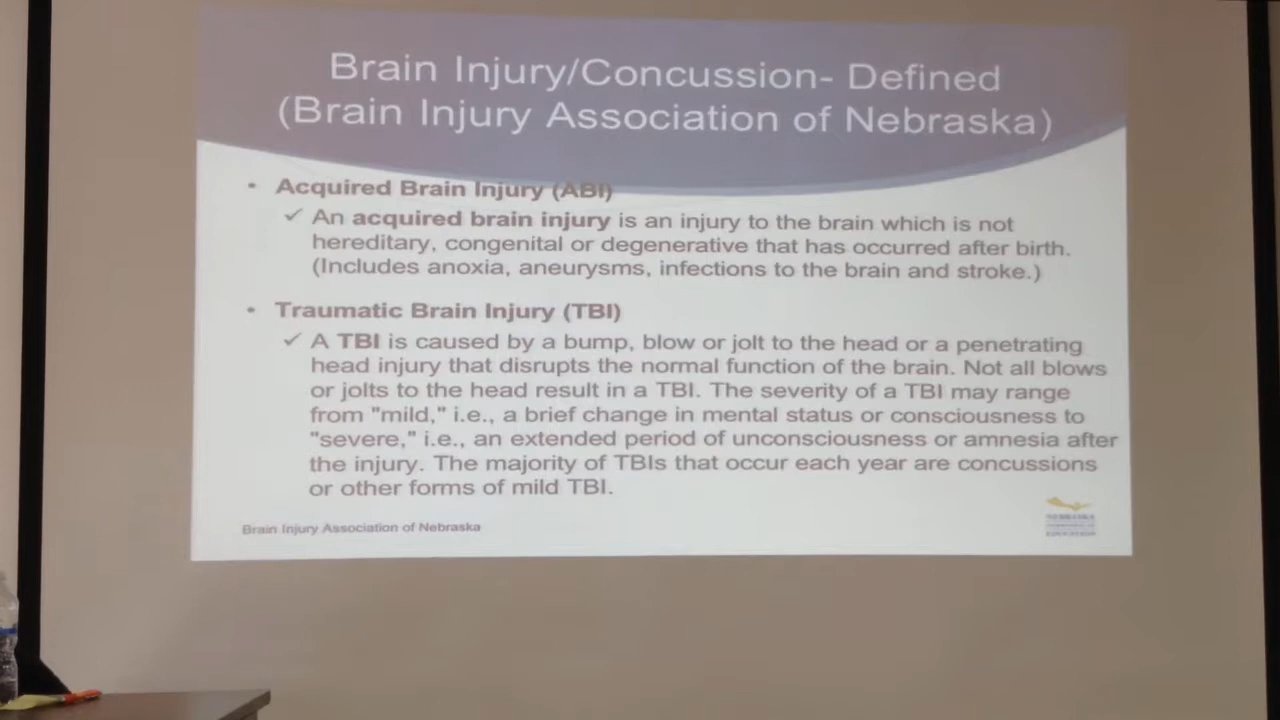 Brain Injury/Concussion- Defined
(Brain Injury Association of Nebraska)
• Acquired Brain Injury (ABI)
✓ An acquired brain injury is an injury to the brain which is not
hereditary, congenital or degenerative that has occurred after birth.
(Includes anoxia, aneurysms, infections to the brain and stroke.)
• Traumatic Brain Injury (TBI)
✓ A TBI is caused by a bump, blow or jolt to the head or a penetrating
head injury that disrupts the normal function of the brain. Not all blows
or jolts to the head result in a TBI. The severity of a TBI may range
from "mild," i.e., a brief change in mental status or consciousness to
"severe," i.e., an extended period of unconsciousness or amnesia after
the injury. The majority of TBIs that occur each year are concussions
or other forms of mild TBI.
Brain Injury Association of Nebraska